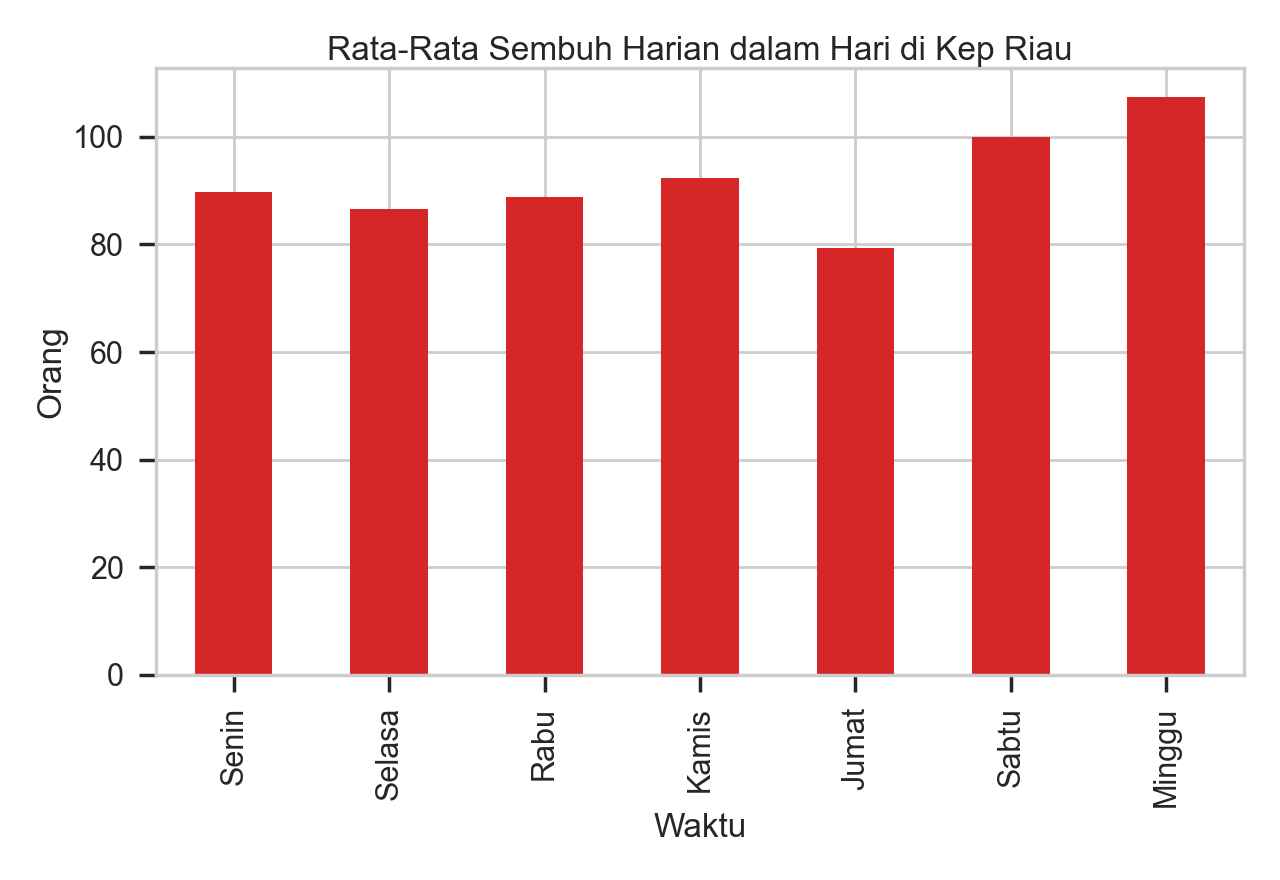 Rata-Rata Sembuh Harian dalam Hari di Kep Riau
100
80
60
40
20
0
Orang
Senin
Selasa
Rabu
Kamis
Jumat
Sabtu
Minggu
Waktu